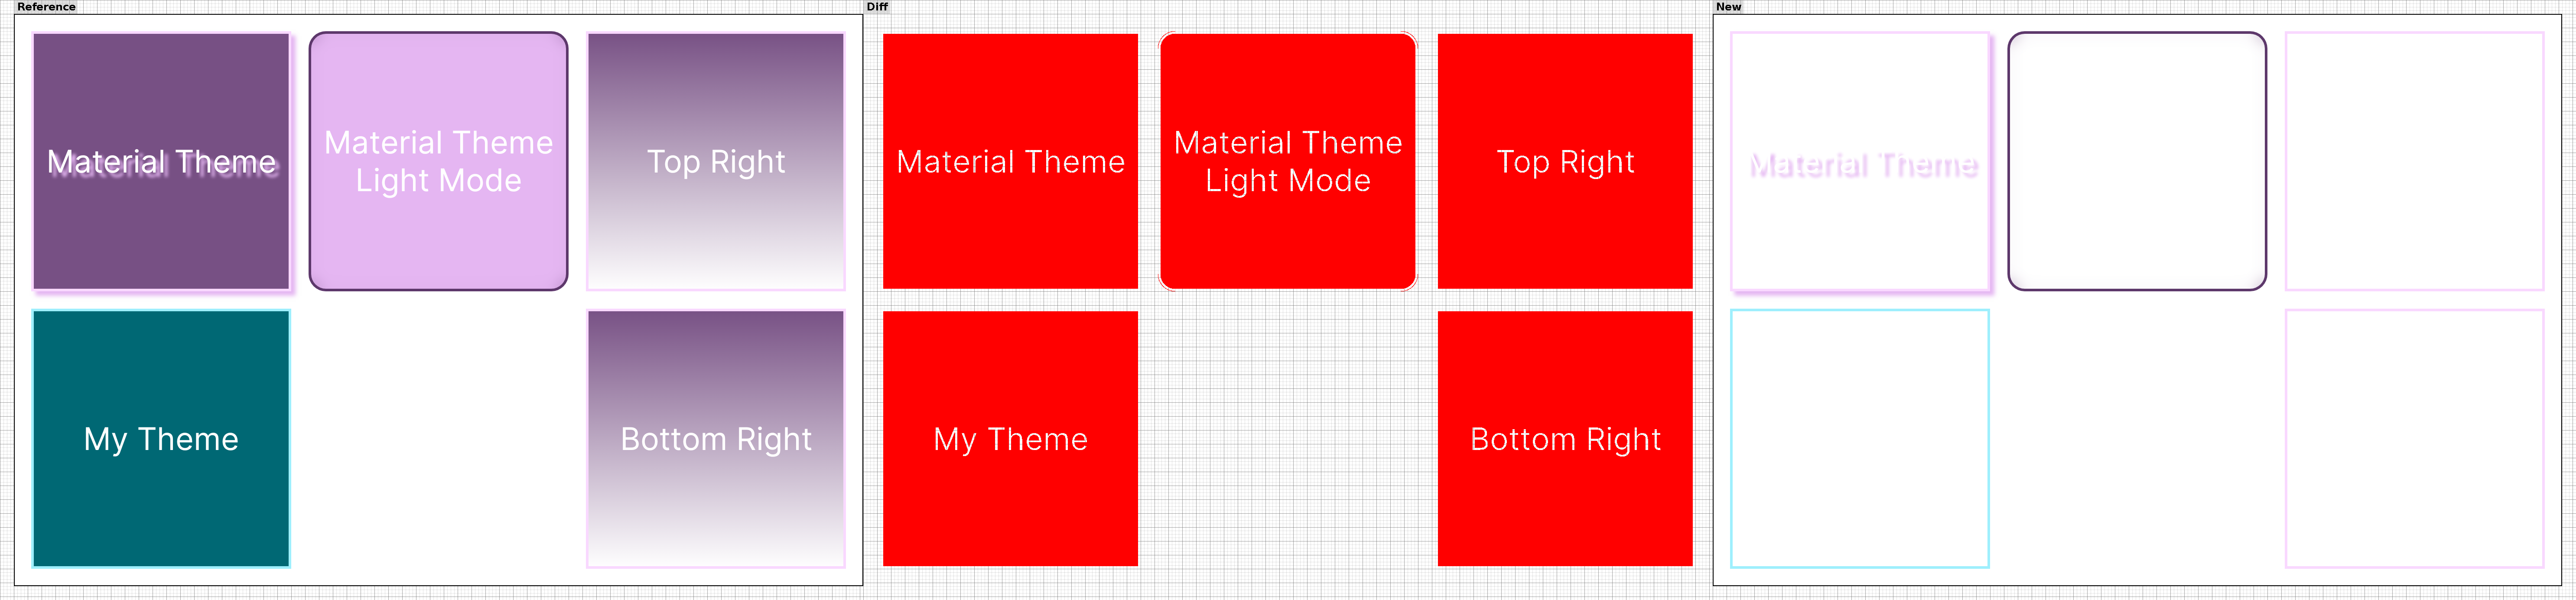 Reference
Diff
New
Material Theme
Material Theme
Light Mode
Top Right
My Theme
Bottom Right
Material Theme
Material Theme
Light Mode
Top Right
My Theme
Bottom Right
Material Theme